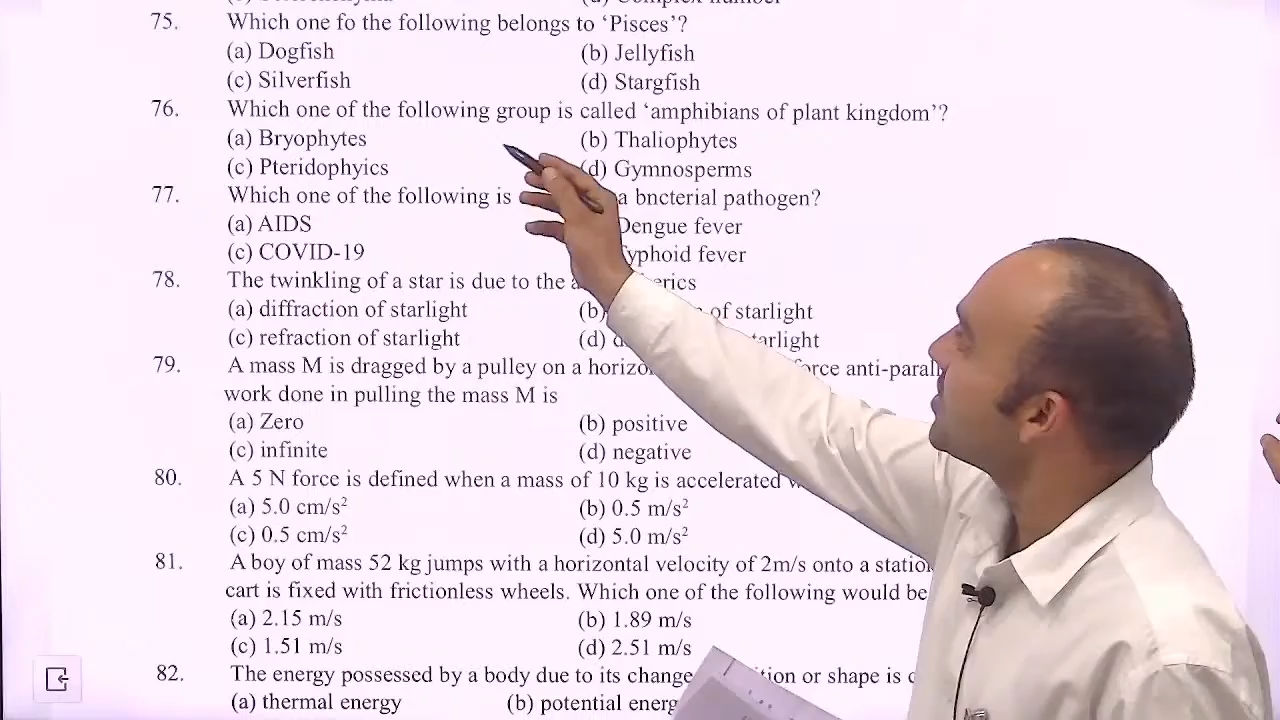 75. Which one fo the following belongs to ‘Pisces’?
(a) Dogfish (b) Jellyfish
(c) Silverfish (d) Stargfish
76. Which one of the following group is called ‘amphibians of plant kingdom’?
(a) Bryophytes (b) Thaliophytes
(c) Pteridophyics (d) Gymnosperms
77. Which one of the following is a bncterial pathogen?
(a) AIDS Dengue fever
(c) COVID-19 Typhoid fever
78. The twinkling of a star is due to the
(a) diffraction of starlight (b) of starlight
(c) refraction of starlight (d) starlight
79. A mass M is dragged by a pulley on a
work done in pulling the mass M is
(a) Zero (b) positive
(c) infinite (d) negative
80. A 5 N force is defined when a mass of 10 kg is accelerated
(a) 5.0 cm/s² (b) 0.5 m/s²
(c) 0.5 cm/s² (d) 5.0 m/s²
81. A boy of mass 52 kg jumps with a horizontal velocity of 2m/s onto a
cart is fixed with frictionless wheels. Which one of the following would be
(a) 2.15 m/s (b) 1.89 m/s
(c) 1.51 m/s (d) 2.51 m/s
82. The energy possessed by a body due to its change or shape is
(a) thermal energy (b) potential